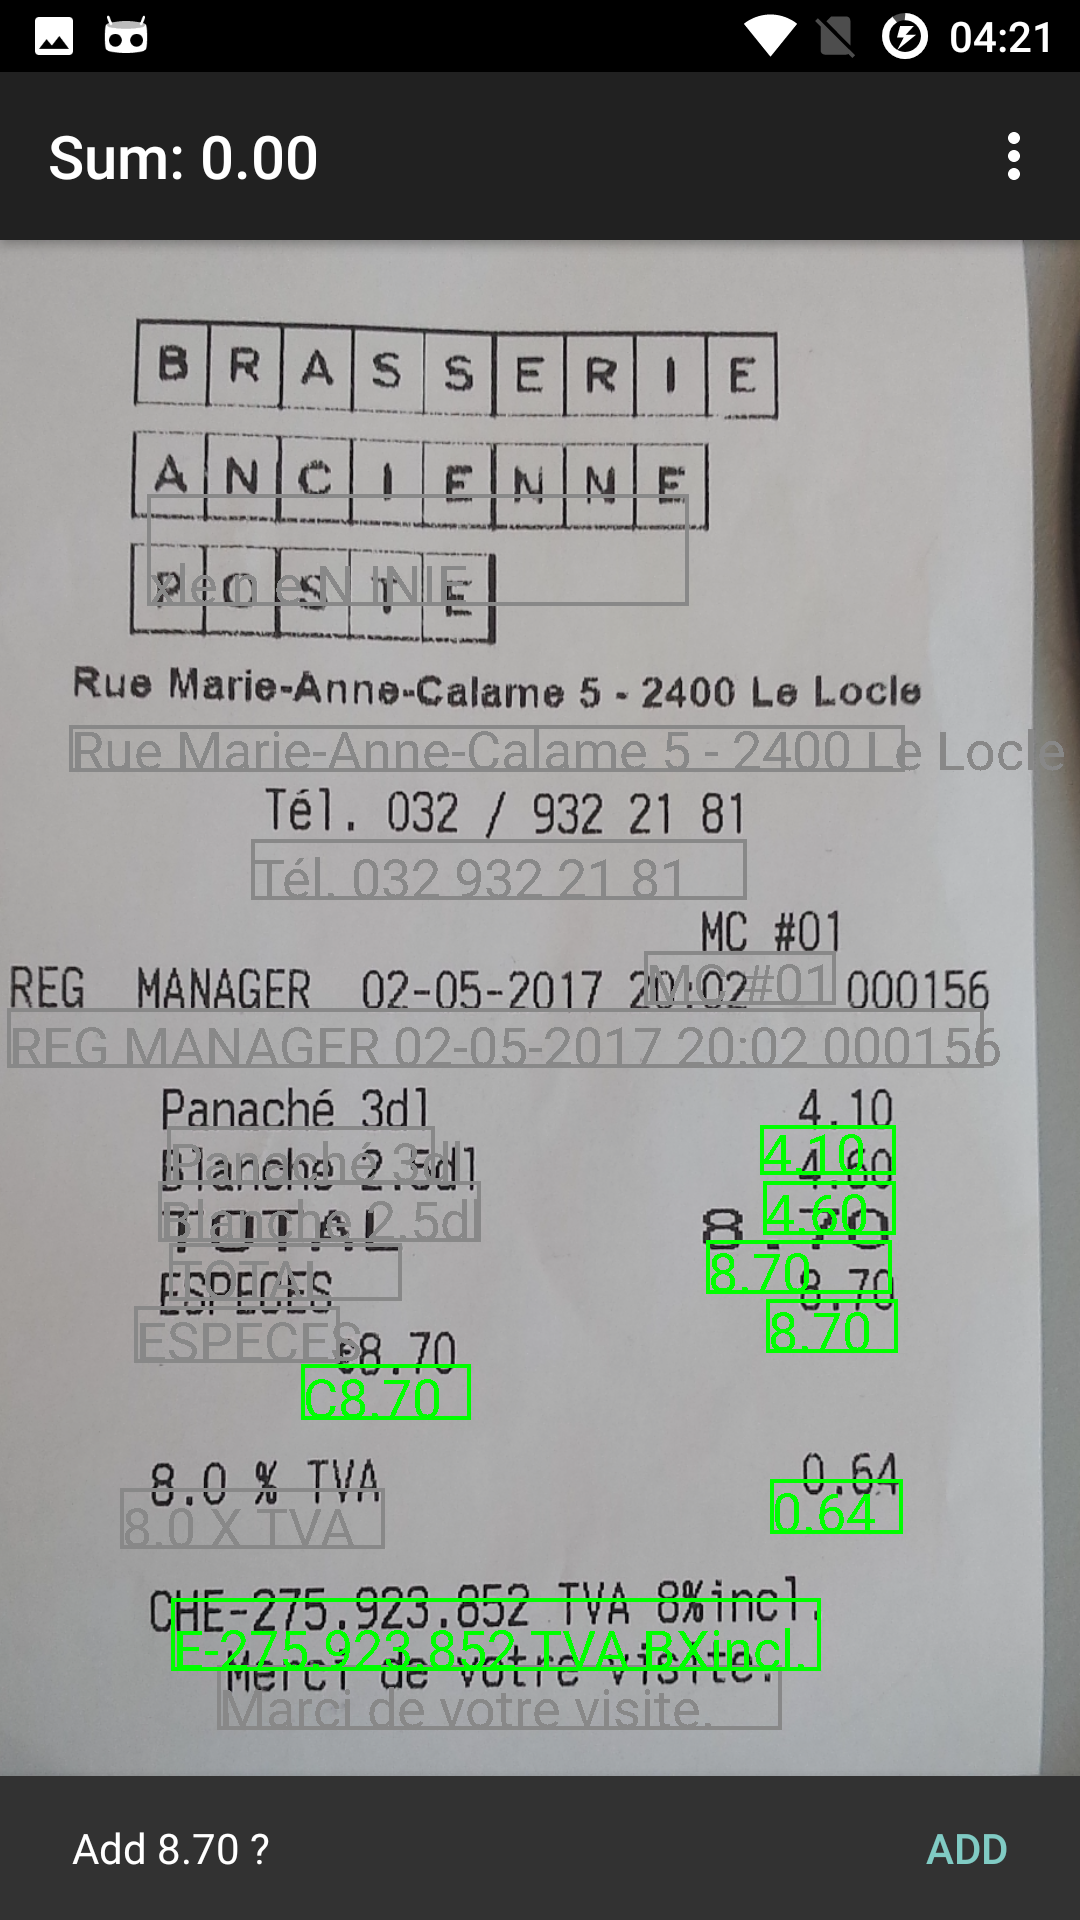 04:21
Sum: 0.00
BRASSERIE
ANCIENNE
xle n e N INIE
POSTE
Rue Marie-Anne-Calame 5 - 2400 Le Locle
Rue Marie-Anne-Calame 5 - 2400 Le Locle
Tél. 032 / 932 21 81
Tél. 032 932 21 81
MC #01
MC #01
REG MANAGER 02-05-2017 20:02 000156
REG MANAGER 02-05-2017 20:02 000156
Panaché 3dl 4.10
Panaché 3dl 4.10
Blanche 2.5dl 4.60
Blanche 2.5dl 4.60
TOTAL 8.70
TOTAL 8.70
ESPECES 8.70
ESPECES 8.70
8.70
C8.70
8.0 % TVA 0.64
8.0 X TVA 0.64
CHE-275.923.852 TVA 8%incl.
E-275.923.852 TVA BXincl.
Merci de votre visite.
Marci de votre visite.
Add 8.70 ? ADD